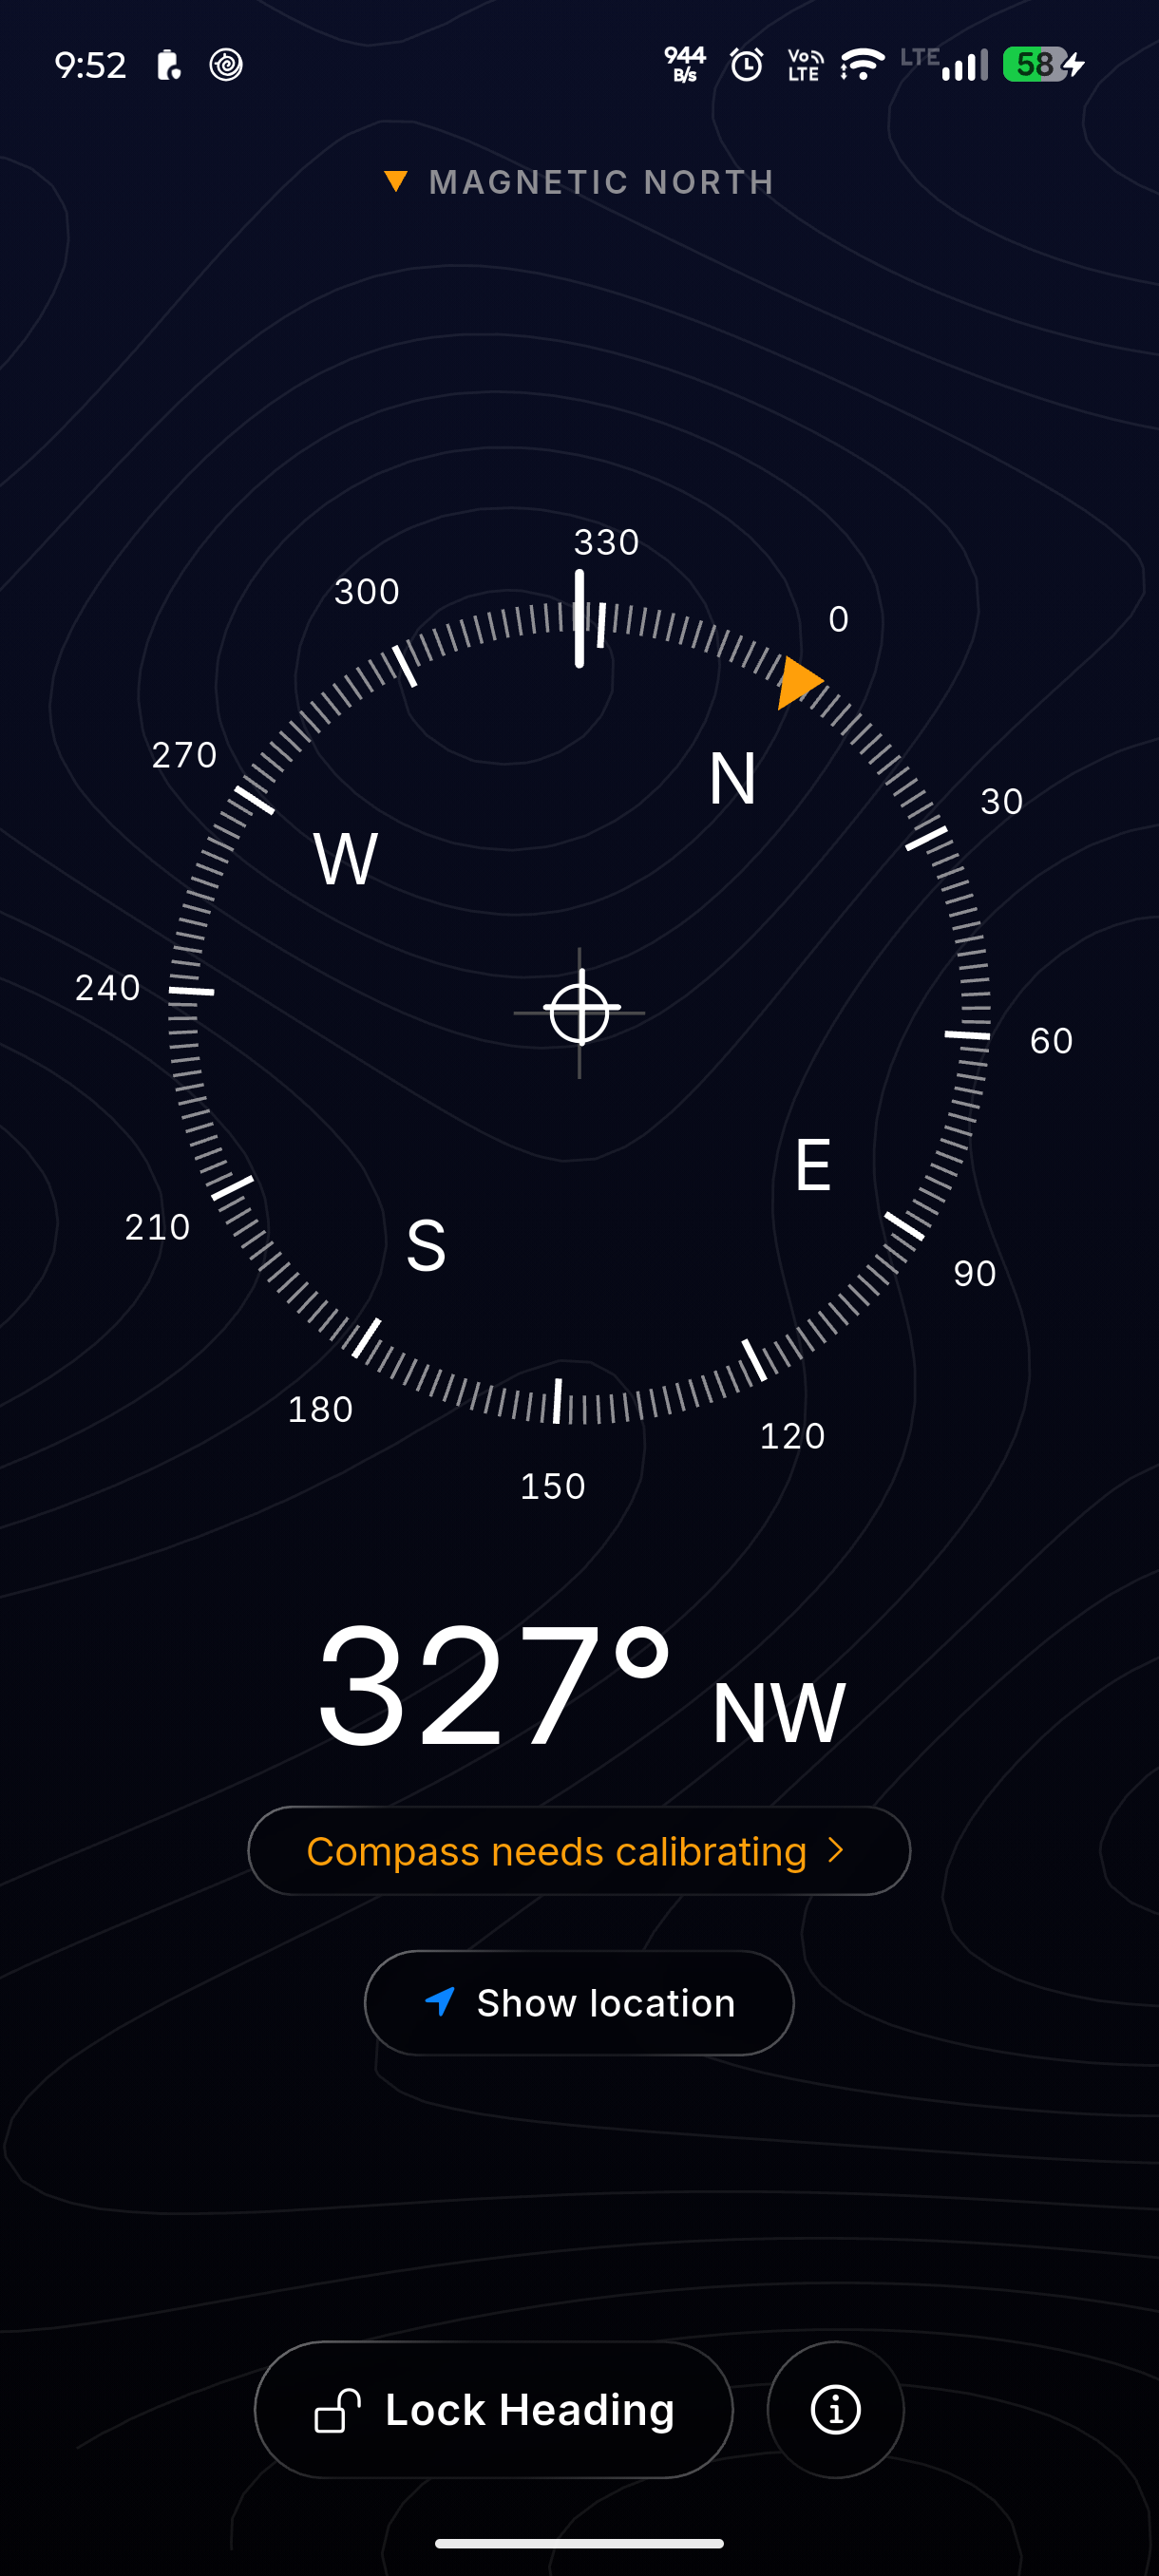 9:52 944 B/s Vo LTE LTE 58
MAGNETIC NORTH
330
300
0
270
N
30
W
240
60
E
S
210
90
180
120
150
327° NW
Compass needs calibrating
Show location
Lock Heading